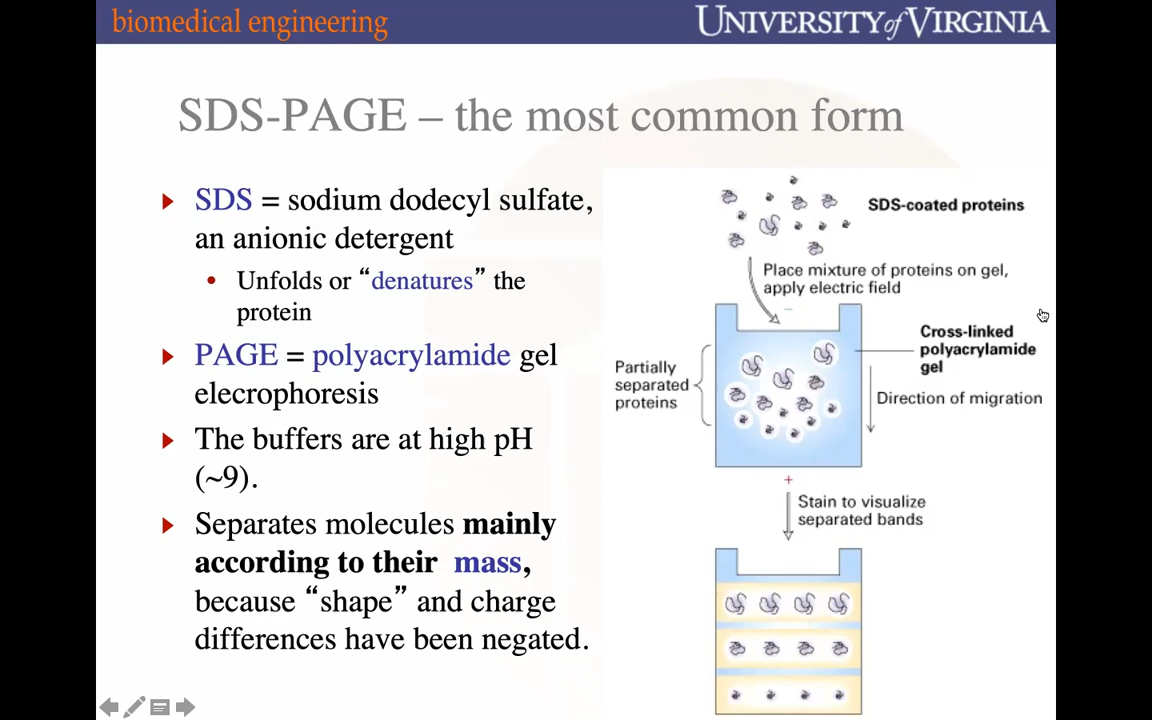 biomedical engineering
UNIVERSITY of VIRGINIA
SDS-PAGE – the most common form
SDS = sodium dodecyl sulfate,
an anionic detergent
• Unfolds or “denatures” the
protein
PAGE = polyacrylamide gel
elecrophoresis
The buffers are at high pH
(~9).
Separates molecules mainly
according to their mass,
because “shape” and charge
differences have been negated.
SDS-coated proteins
Place mixture of proteins on gel,
apply electric field
–
Cross-linked
polyacrylamide
gel
Partially
separated
proteins
Direction of migration
+
Stain to visualize
separated bands